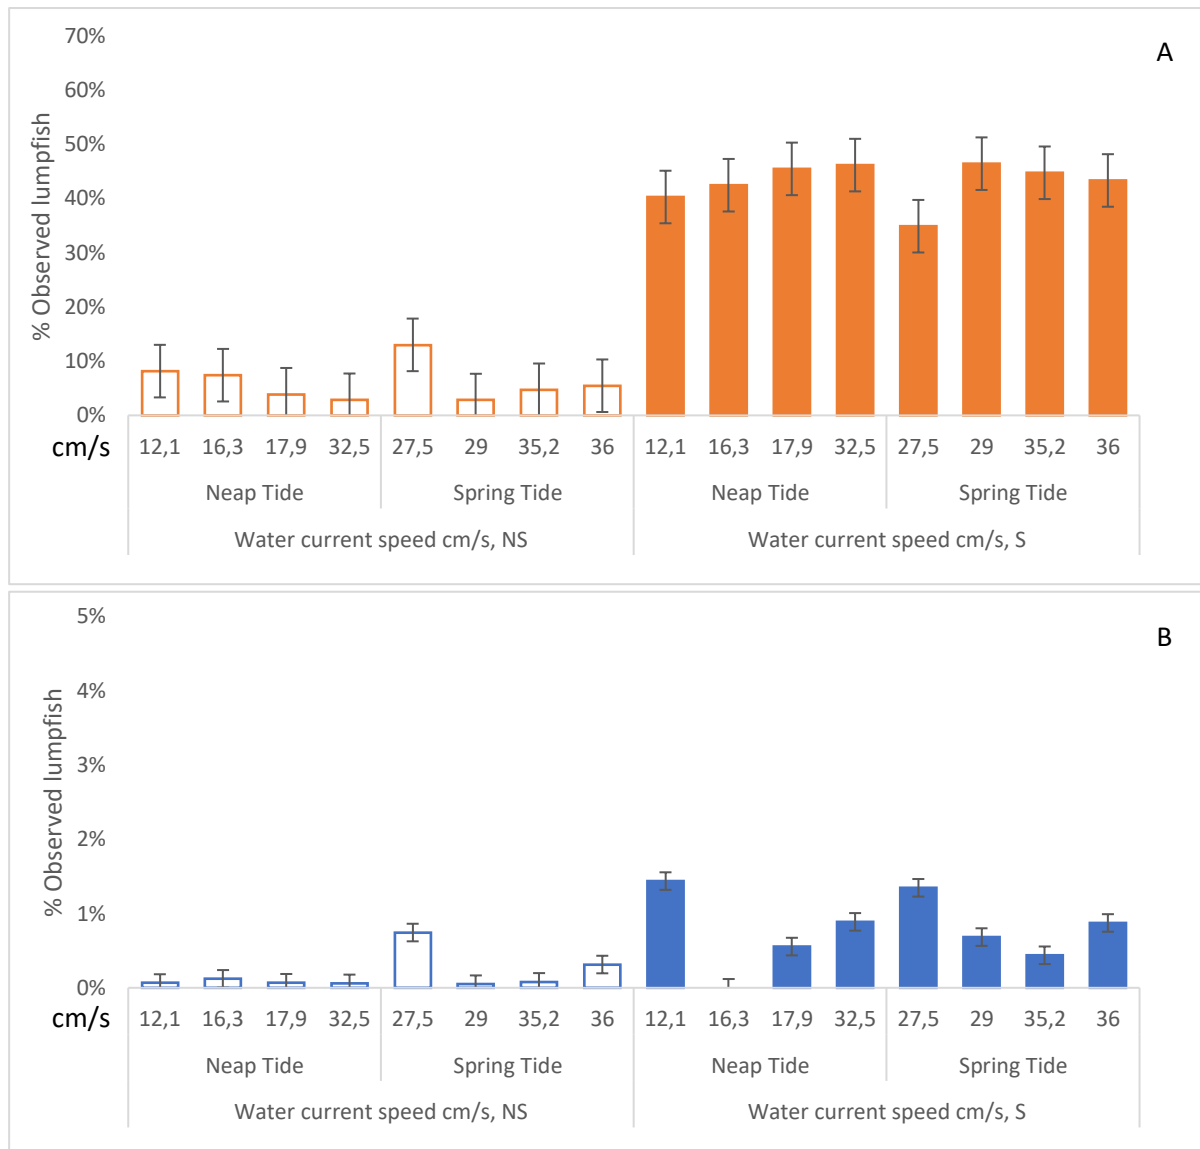 A
70%
60%
50%
40%
30%
20%
10%
0%
% Observed lumpfish
cm/s 12,1 16,3 17,9 32,5 27,5 29 35,2 36 12,1 16,3 17,9 32,5 27,5 29 35,2 36
Neap Tide Spring Tide Neap Tide Spring Tide
Water current speed cm/s, NS Water current speed cm/s, S
B
5%
4%
3%
2%
1%
0%
% Observed lumpfish
cm/s 12,1 16,3 17,9 32,5 27,5 29 35,2 36 12,1 16,3 17,9 32,5 27,5 29 35,2 36
Neap Tide Spring Tide Neap Tide Spring Tide
Water current speed cm/s, NS Water current speed cm/s, S